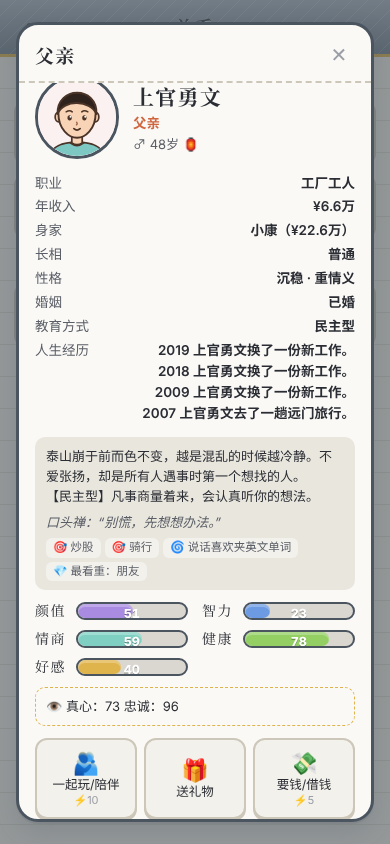 父亲
×
上官勇文
父亲
♂ 48岁 🏮
职业 工厂工人
年收入 ¥6.6万
身家 小康（¥22.6万）
长相 普通
性格 沉稳 · 重情义
婚姻 已婚
教育方式 民主型
人生经历 2019 上官勇文换了一份新工作。
2018 上官勇文换了一份新工作。
2009 上官勇文换了一份新工作。
2007 上官勇文去了一趟远门旅行。
泰山崩于前而色不变，越是混乱的时候越冷静。不
爱张扬，却是所有人遇事时第一个想找的人。
【民主型】凡事商量着来，会认真听你的想法。
口头禅：“别慌，先想想办法。”
🎯 炒股 🎯 骑行 🌀 说话喜欢夹英文单词
💎 最看重：朋友
颜值 51 智力 23
情商 59 健康 78
好感 40
👁️ 真心：73 忠诚：96
一起玩/陪伴 送礼物 要钱/借钱
⚡10 ⚡5